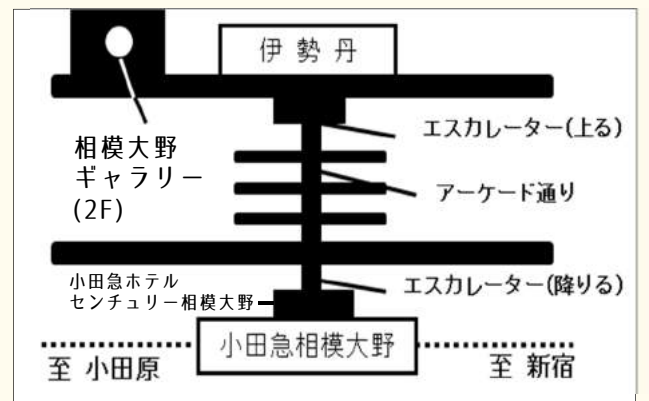 伊勢丹
エスカレーター(上る)
相模大野
ギャラリー
(2F)
アーケード通り
小田急ホテル
センチュリー相模大野
エスカレーター(降りる)
小田急相模大野
至 小田原
至 新宿